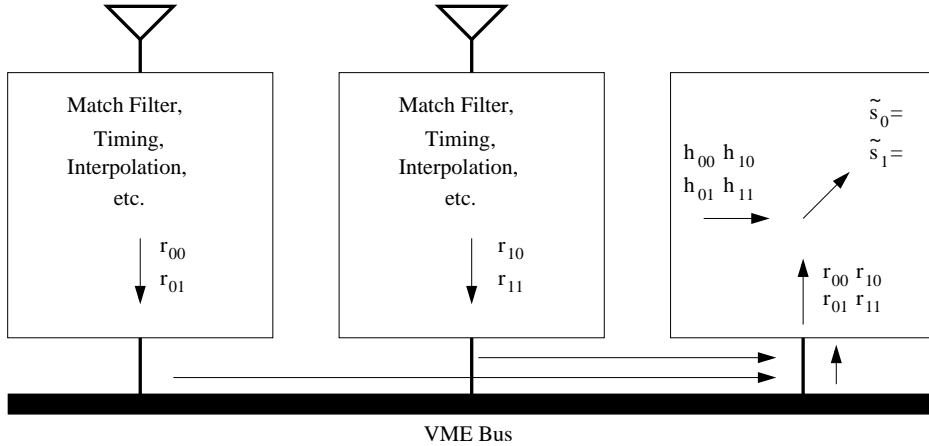 Match Filter,
Timing,
Interpolation,
etc.
r00
r01
Match Filter,
Timing,
Interpolation,
etc.
r10
r11
s̃0=
s̃1=
h00 h10
h01 h11
r00 r10
r01 r11
VME Bus